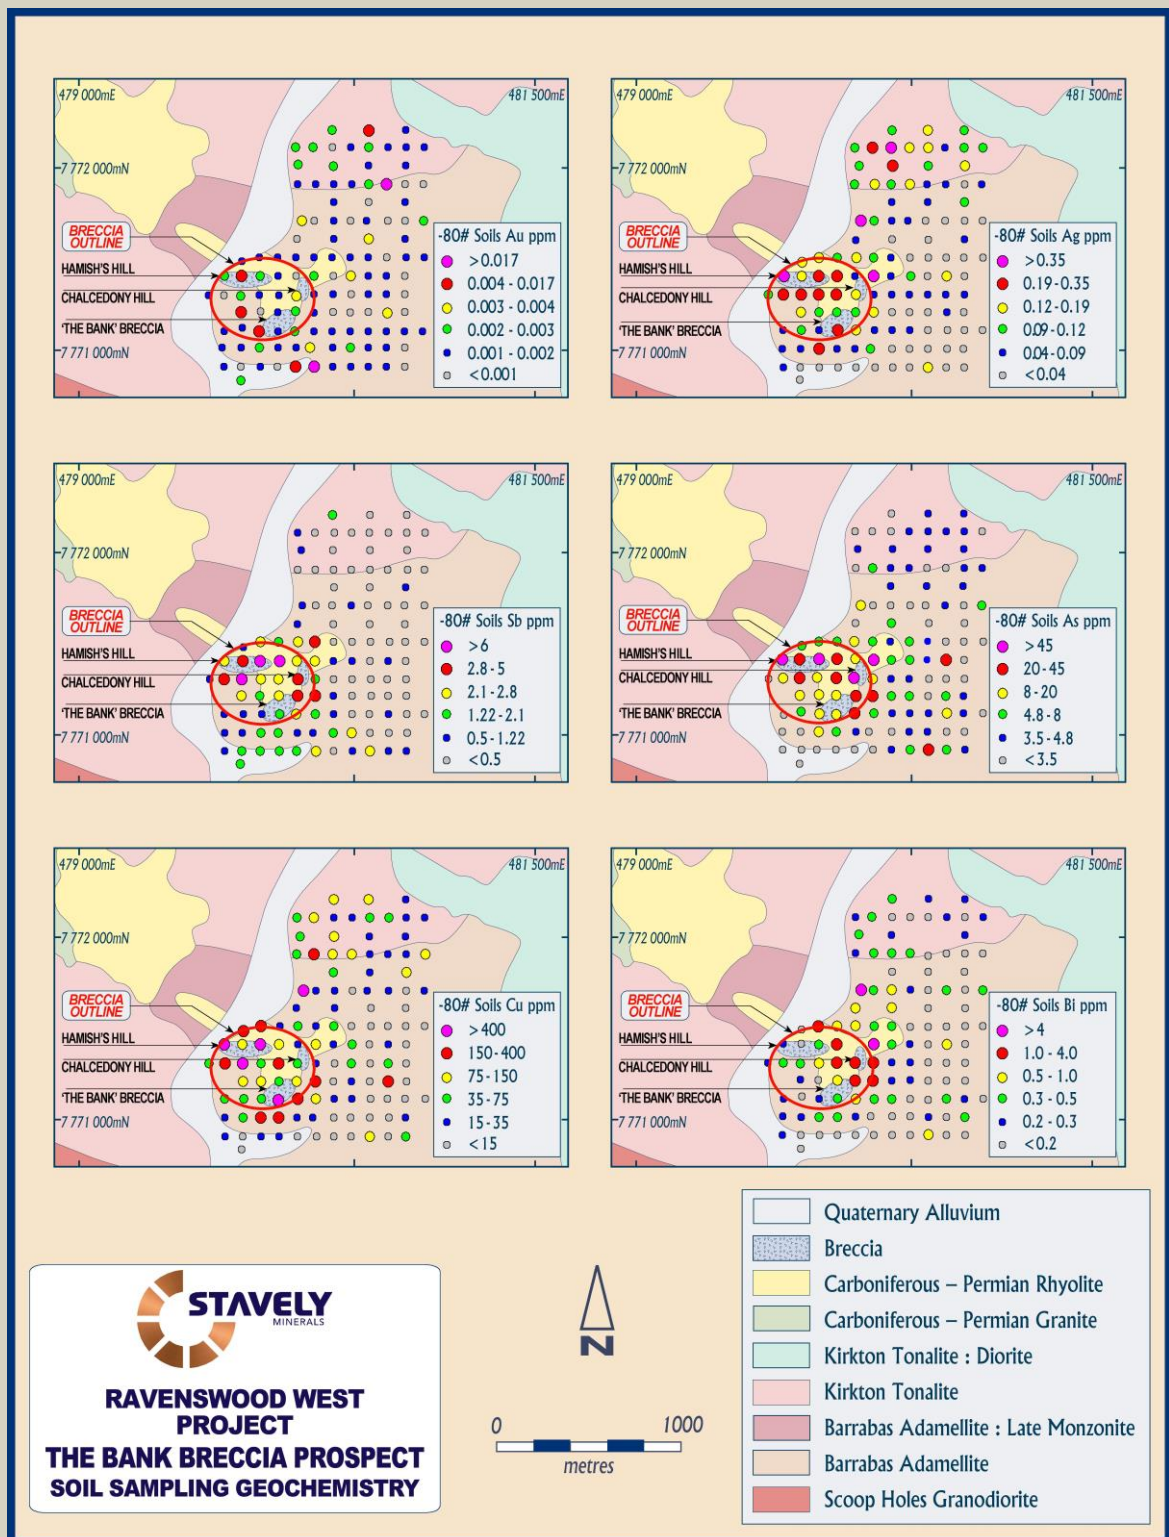 479 000mE
481 500mE
7 772 000mN
BRECCIA
OUTLINE
HAMISH'S HILL
CHALCEDONY HILL
'THE BANK' BRECCIA
7 771 000mN
-80# Soils Au ppm
>0.017
0.004 - 0.017
0.003 - 0.004
0.002 - 0.003
0.001 - 0.002
<0.001
479 000mE
481 500mE
7 772 000mN
BRECCIA
OUTLINE
HAMISH'S HILL
CHALCEDONY HILL
'THE BANK' BRECCIA
7 771 000mN
-80# Soils Ag ppm
>0.35
0.19-0.35
0.12-0.19
0.09-0.12
0.04-0.09
<0.04
479 000mE
481 500mE
7 772 000mN
BRECCIA
OUTLINE
HAMISH'S HILL
CHALCEDONY HILL
'THE BANK' BRECCIA
7 771 000mN
-80# Soils Sb ppm
>6
2.8 - 5
2.1 - 2.8
1.22 - 2.1
0.5 - 1.22
<0.5
479 000mE
481 500mE
7 772 000mN
BRECCIA
OUTLINE
HAMISH'S HILL
CHALCEDONY HILL
'THE BANK' BRECCIA
7 771 000mN
-80# Soils As ppm
>45
20-45
8 - 20
4.8 - 8
3.5 - 4.8
<3.5
479 000mE
481 500mE
7 772 000mN
BRECCIA
OUTLINE
HAMISH'S HILL
CHALCEDONY HILL
'THE BANK' BRECCIA
7 771 000mN
-80# Soils Cu ppm
>400
150-400
75 - 150
35 - 75
15 - 35
<15
479 000mE
481 500mE
7 772 000mN
BRECCIA
OUTLINE
HAMISH'S HILL
CHALCEDONY HILL
'THE BANK' BRECCIA
7 771 000mN
-80# Soils Bi ppm
>4
1.0 - 4.0
0.5 - 1.0
0.3 - 0.5
0.2 - 0.3
<0.2
Quaternary Alluvium
Breccia
Carboniferous – Permian Rhyolite
Carboniferous – Permian Granite
Kirkton Tonalite : Diorite
Kirkton Tonalite
Barrabas Adamellite : Late Monzonite
Barrabas Adamellite
Scoop Holes Granodiorite
STAVELY
MINERALS
RAVENSWOOD WEST
PROJECT
THE BANK BRECCIA PROSPECT
SOIL SAMPLING GEOCHEMISTRY
N
0 1000
metres